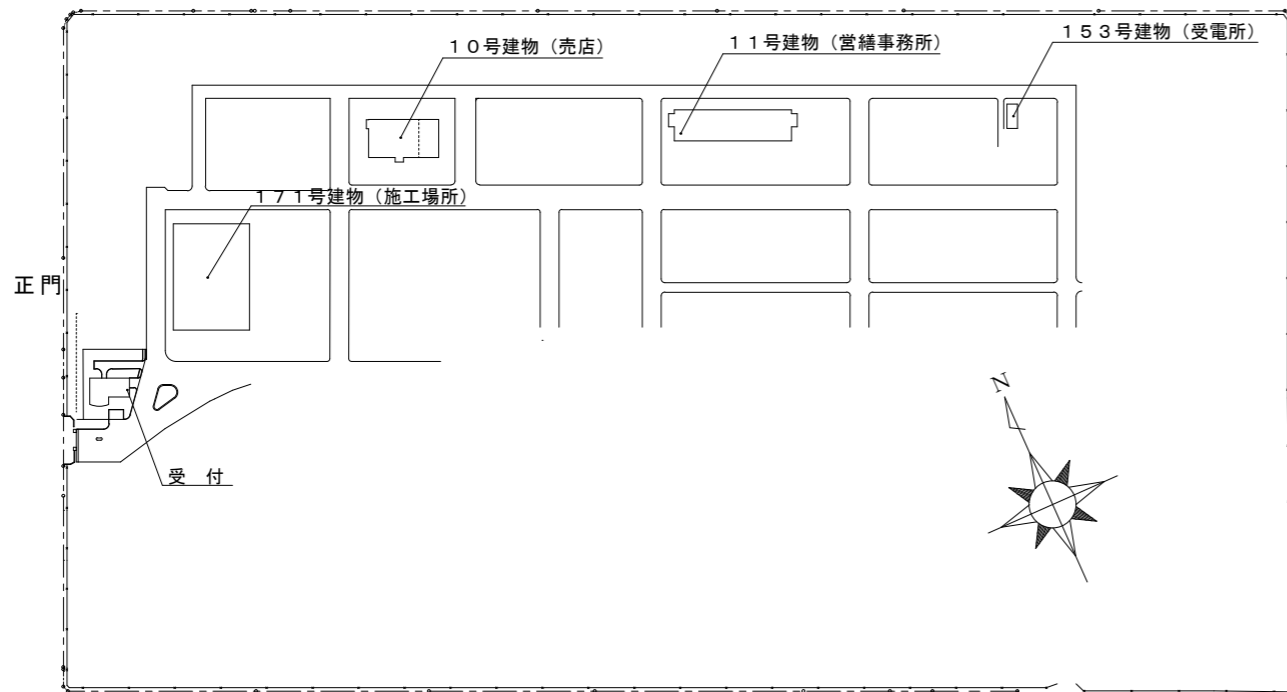 １０号建物（売店）
１１号建物（営繕事務所）
１５３号建物（受電所）
１７１号建物（施工場所）
正門
受　付
N